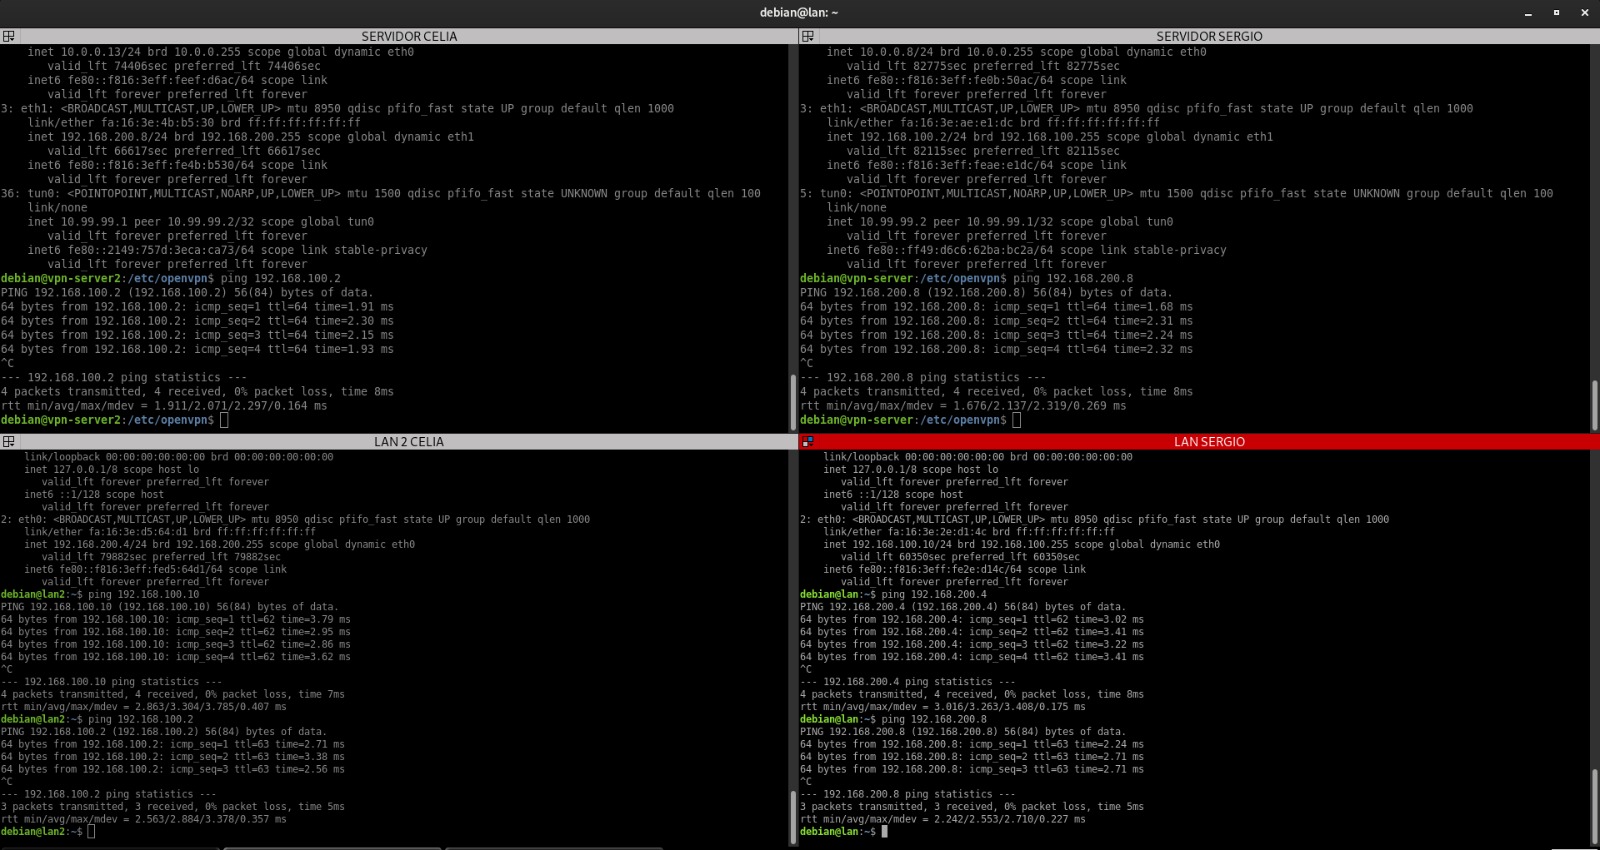 debian@lan: ~
SERVIDOR CELIA
inet 10.0.0.13/24 brd 10.0.0.255 scope global dynamic eth0
valid_lft 74406sec preferred_lft 74406sec
inet6 fe80::f816:3eff:feef:d6ac/64 scope link
valid_lft forever preferred_lft forever
3: eth1: <BROADCAST,MULTICAST,UP,LOWER_UP> mtu 8950 qdisc pfifo_fast state UP group default qlen 1000
link/ether fa:16:3e:4b:b5:30 brd ff:ff:ff:ff:ff:ff
inet 192.168.200.8/24 brd 192.168.200.255 scope global dynamic eth1
valid_lft 66617sec preferred_lft 66617sec
inet6 fe80::f816:3eff:fe4b:b530/64 scope link
valid_lft forever preferred_lft forever
36: tun0: <POINTOPOINT,MULTICAST,NOARP,UP,LOWER_UP> mtu 1500 qdisc pfifo_fast state UNKNOWN group default qlen 100
link/none
inet 10.99.99.1 peer 10.99.99.2/32 scope global tun0
valid_lft forever preferred_lft forever
inet6 fe80::2149:757d:3eca:ca73/64 scope link stable-privacy
valid_lft forever preferred_lft forever
debian@vpn-server2:/etc/openvpn$ ping 192.168.100.2
PING 192.168.100.2 (192.168.100.2) 56(84) bytes of data.
64 bytes from 192.168.100.2: icmp_seq=1 ttl=64 time=1.91 ms
64 bytes from 192.168.100.2: icmp_seq=2 ttl=64 time=2.30 ms
64 bytes from 192.168.100.2: icmp_seq=3 ttl=64 time=2.15 ms
64 bytes from 192.168.100.2: icmp_seq=4 ttl=64 time=1.93 ms
^C
--- 192.168.100.2 ping statistics ---
4 packets transmitted, 4 received, 0% packet loss, time 8ms
rtt min/avg/max/mdev = 1.911/2.071/2.297/0.164 ms
debian@vpn-server2:/etc/openvpn$
SERVIDOR SERGIO
inet 10.0.0.8/24 brd 10.0.0.255 scope global dynamic eth0
valid_lft 82775sec preferred_lft 82775sec
inet6 fe80::f816:3eff:fe0b:50ac/64 scope link
valid_lft forever preferred_lft forever
3: eth1: <BROADCAST,MULTICAST,UP,LOWER_UP> mtu 8950 qdisc pfifo_fast state UP group default qlen 1000
link/ether fa:16:3e:ae:e1:dc brd ff:ff:ff:ff:ff:ff
inet 192.168.100.2/24 brd 192.168.100.255 scope global dynamic eth1
valid_lft 82115sec preferred_lft 82115sec
inet6 fe80::f816:3eff:feae:e1dc/64 scope link
valid_lft forever preferred_lft forever
5: tun0: <POINTOPOINT,MULTICAST,NOARP,UP,LOWER_UP> mtu 1500 qdisc pfifo_fast state UNKNOWN group default qlen 100
link/none
inet 10.99.99.2 peer 10.99.99.1/32 scope global tun0
valid_lft forever preferred_lft forever
inet6 fe80::ff49:d6c6:62ba:bc2a/64 scope link stable-privacy
valid_lft forever preferred_lft forever
debian@vpn-server:/etc/openvpn$ ping 192.168.200.8
PING 192.168.200.8 (192.168.200.8) 56(84) bytes of data.
64 bytes from 192.168.200.8: icmp_seq=1 ttl=64 time=1.68 ms
64 bytes from 192.168.200.8: icmp_seq=2 ttl=64 time=2.31 ms
64 bytes from 192.168.200.8: icmp_seq=3 ttl=64 time=2.24 ms
64 bytes from 192.168.200.8: icmp_seq=4 ttl=64 time=2.32 ms
^C
--- 192.168.200.8 ping statistics ---
4 packets transmitted, 4 received, 0% packet loss, time 8ms
rtt min/avg/max/mdev = 1.676/2.137/2.319/0.269 ms
debian@vpn-server:/etc/openvpn$
LAN 2 CELIA
link/loopback 00:00:00:00:00:00 brd 00:00:00:00:00:00
inet 127.0.0.1/8 scope host lo
valid_lft forever preferred_lft forever
inet6 ::1/128 scope host
valid_lft forever preferred_lft forever
2: eth0: <BROADCAST,MULTICAST,UP,LOWER_UP> mtu 8950 qdisc pfifo_fast state UP group default qlen 1000
link/ether fa:16:3e:d5:64:d1 brd ff:ff:ff:ff:ff:ff
inet 192.168.200.4/24 brd 192.168.200.255 scope global dynamic eth0
valid_lft 79882sec preferred_lft 79882sec
inet6 fe80::f816:3eff:fed5:64d1/64 scope link
valid_lft forever preferred_lft forever
debian@lan2:~$ ping 192.168.100.10
PING 192.168.100.10 (192.168.100.10) 56(84) bytes of data.
64 bytes from 192.168.100.10: icmp_seq=1 ttl=62 time=3.79 ms
64 bytes from 192.168.100.10: icmp_seq=2 ttl=62 time=2.95 ms
64 bytes from 192.168.100.10: icmp_seq=3 ttl=62 time=2.86 ms
64 bytes from 192.168.100.10: icmp_seq=4 ttl=62 time=3.62 ms
^C
--- 192.168.100.10 ping statistics ---
4 packets transmitted, 4 received, 0% packet loss, time 7ms
rtt min/avg/max/mdev = 2.863/3.304/3.785/0.407 ms
debian@lan2:~$ ping 192.168.100.2
PING 192.168.100.2 (192.168.100.2) 56(84) bytes of data.
64 bytes from 192.168.100.2: icmp_seq=1 ttl=63 time=2.71 ms
64 bytes from 192.168.100.2: icmp_seq=2 ttl=63 time=3.38 ms
64 bytes from 192.168.100.2: icmp_seq=3 ttl=63 time=2.56 ms
^C
--- 192.168.100.2 ping statistics ---
3 packets transmitted, 3 received, 0% packet loss, time 5ms
rtt min/avg/max/mdev = 2.563/2.884/3.378/0.357 ms
debian@lan2:~$
LAN SERGIO
link/loopback 00:00:00:00:00:00 brd 00:00:00:00:00:00
inet 127.0.0.1/8 scope host lo
valid_lft forever preferred_lft forever
inet6 ::1/128 scope host
valid_lft forever preferred_lft forever
2: eth0: <BROADCAST,MULTICAST,UP,LOWER_UP> mtu 8950 qdisc pfifo_fast state UP group default qlen 1000
link/ether fa:16:3e:2e:d1:4c brd ff:ff:ff:ff:ff:ff
inet 192.168.100.10/24 brd 192.168.100.255 scope global dynamic eth0
valid_lft 60350sec preferred_lft 60350sec
inet6 fe80::f816:3eff:fe2e:d14c/64 scope link
valid_lft forever preferred_lft forever
debian@lan:~$ ping 192.168.200.4
PING 192.168.200.4 (192.168.200.4) 56(84) bytes of data.
64 bytes from 192.168.200.4: icmp_seq=1 ttl=62 time=3.02 ms
64 bytes from 192.168.200.4: icmp_seq=2 ttl=62 time=3.41 ms
64 bytes from 192.168.200.4: icmp_seq=3 ttl=62 time=3.22 ms
64 bytes from 192.168.200.4: icmp_seq=4 ttl=62 time=3.41 ms
^C
--- 192.168.200.4 ping statistics ---
4 packets transmitted, 4 received, 0% packet loss, time 8ms
rtt min/avg/max/mdev = 3.016/3.263/3.408/0.175 ms
debian@lan:~$ ping 192.168.200.8
PING 192.168.200.8 (192.168.200.8) 56(84) bytes of data.
64 bytes from 192.168.200.8: icmp_seq=1 ttl=63 time=2.24 ms
64 bytes from 192.168.200.8: icmp_seq=2 ttl=63 time=2.71 ms
64 bytes from 192.168.200.8: icmp_seq=3 ttl=63 time=2.71 ms
^C
--- 192.168.200.8 ping statistics ---
3 packets transmitted, 3 received, 0% packet loss, time 5ms
rtt min/avg/max/mdev = 2.242/2.553/2.710/0.227 ms
debian@lan:~$